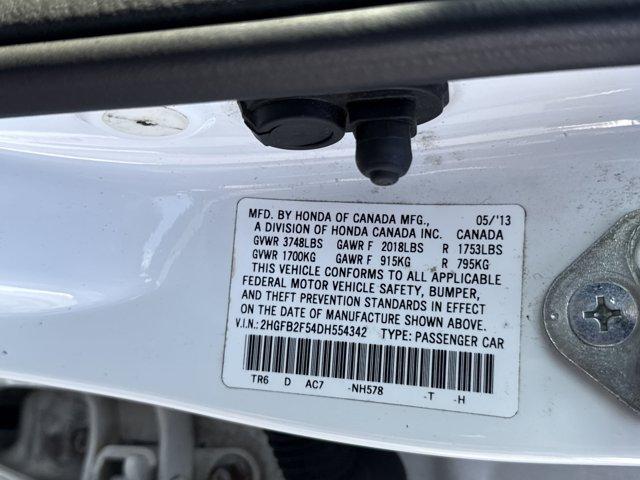 MFD. BY HONDA OF CANADA MFG., 05/'13
A DIVISION OF HONDA CANADA INC. CANADA
GVWR 3748LBS GAWR F 2018LBS R 1753LBS
GVWR 1700KG GAWR F 915KG R 795KG
THIS VEHICLE CONFORMS TO ALL APPLICABLE
FEDERAL MOTOR VEHICLE SAFETY, BUMPER,
AND THEFT PREVENTION STANDARDS IN EFFECT
ON THE DATE OF MANUFACTURE SHOWN ABOVE.
V.I.N.: 2HGFB2F54DH554342 TYPE: PASSENGER CAR
TR6 D AC7 -NH578 -T -H